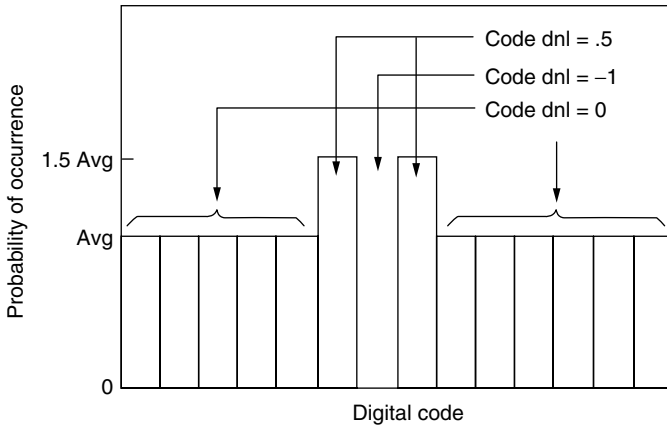 Code dnl = .5
Code dnl = –1
Code dnl = 0
1.5 Avg
Avg
0
Probability of occurrence
Digital code